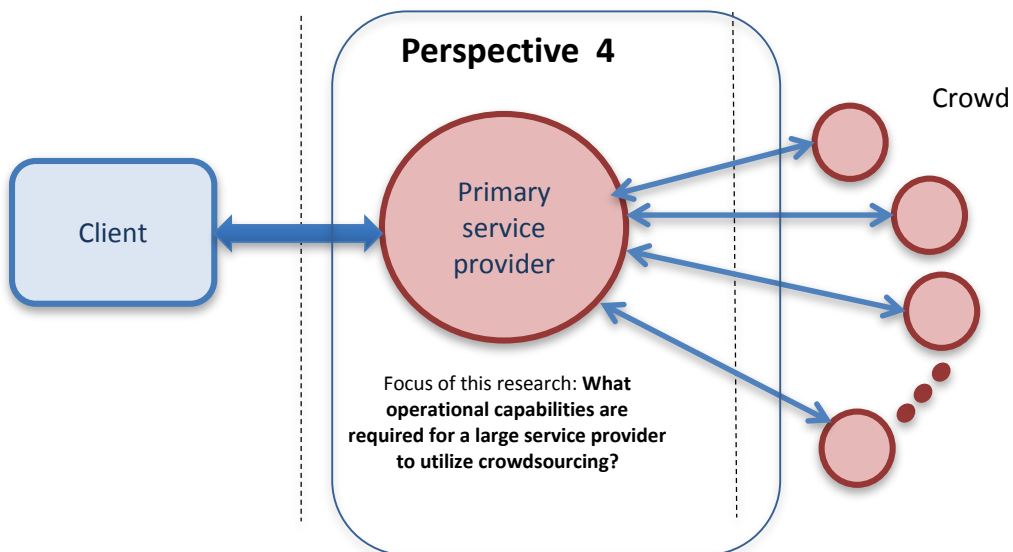 Perspective 4
Crowd
Client
Primary
service
provider
Focus of this research: What
operational capabilities are
required for a large service provider
to utilize crowdsourcing?